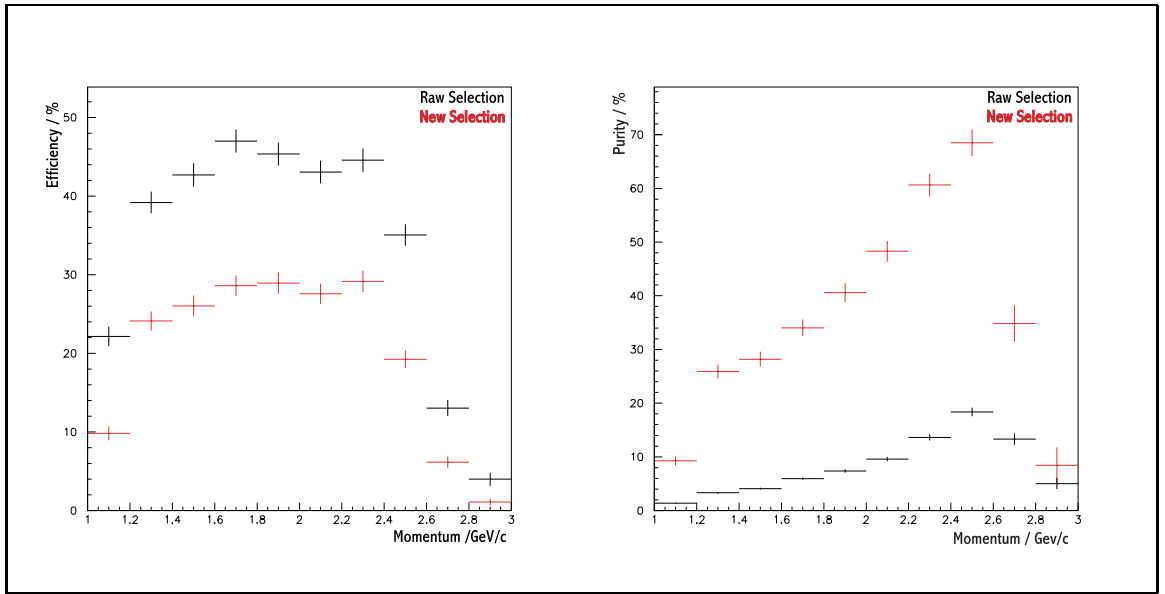 Efficiency / %
Raw Selection
New Selection
50
40
30
20
10
0
1 1.2 1.4 1.6 1.8 2 2.2 2.4 2.6 2.8 3
Momentum /GeV/c
Purity / %
Raw Selection
New Selection
70
60
50
40
30
20
10
0
1 1.2 1.4 1.6 1.8 2 2.2 2.4 2.6 2.8 3
Momentum / Gev/c